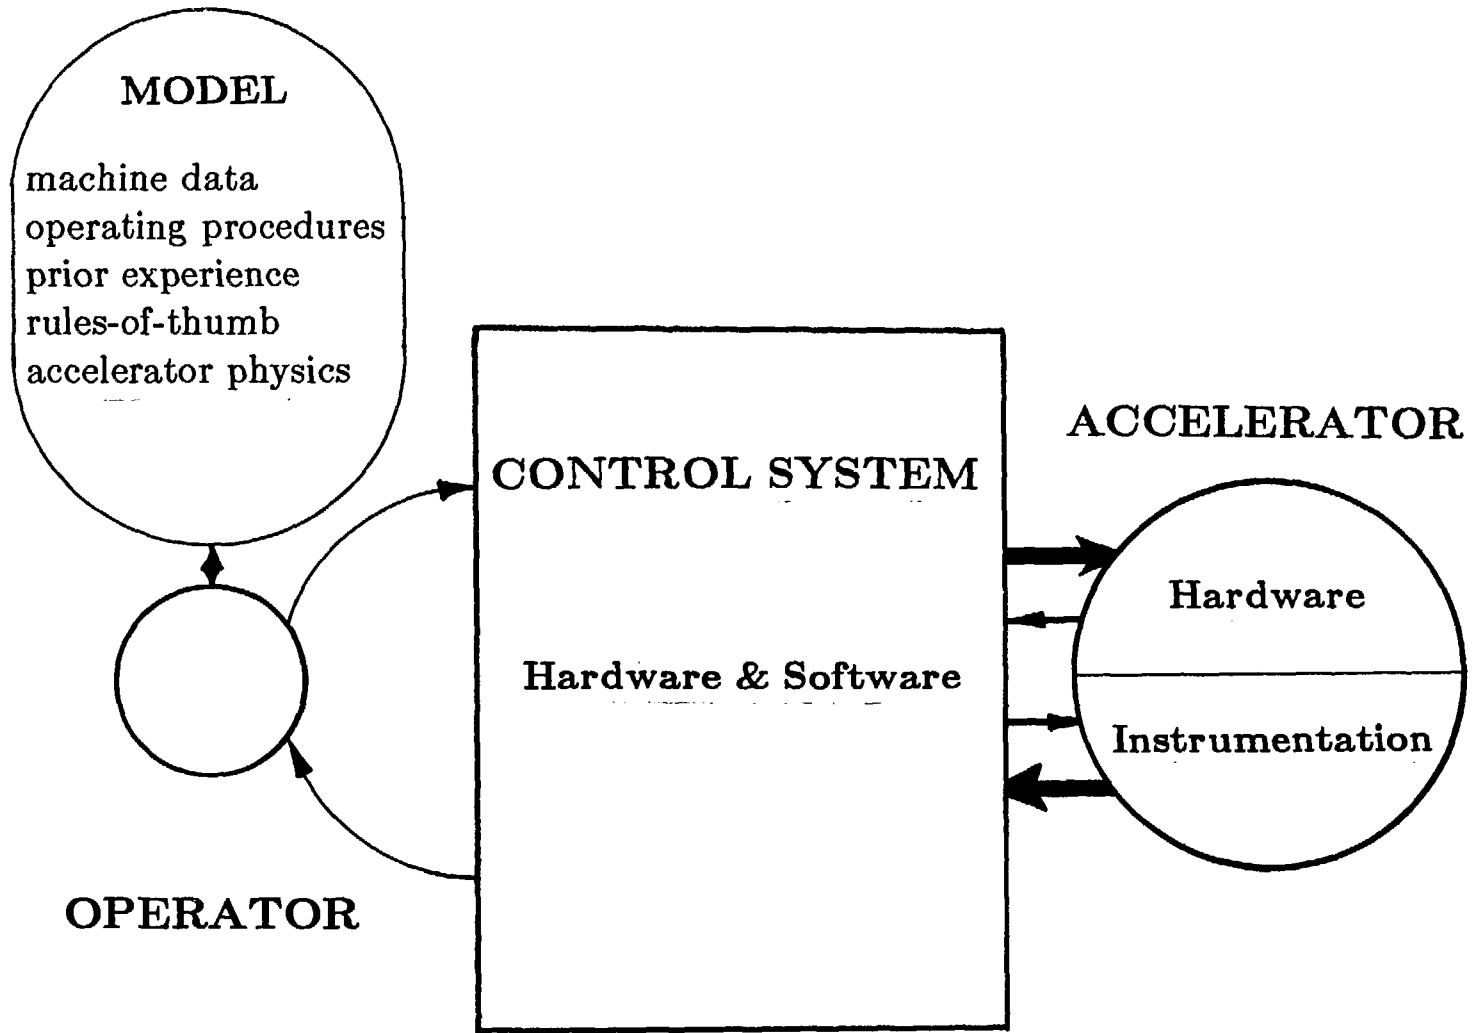 MODEL
machine data
operating procedures
prior experience
rules-of-thumb
accelerator physics
CONTROL SYSTEM
Hardware & Software
ACCELERATOR
Hardware
Instrumentation
OPERATOR